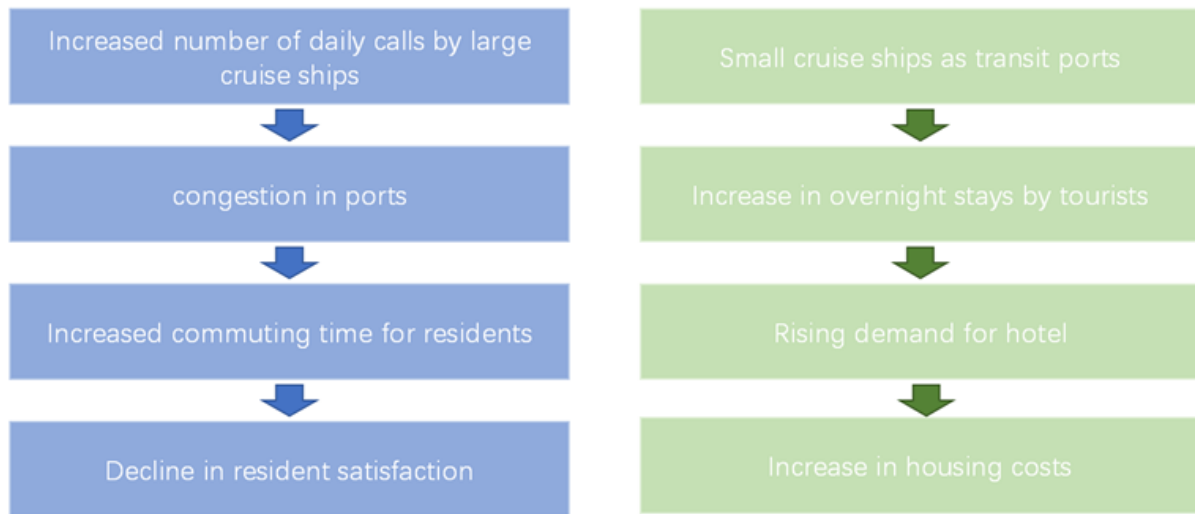 Increased number of daily calls by large
cruise ships
congestion in ports
Increased commuting time for residents
Decline in resident satisfaction
Small cruise ships as transit ports
Increase in overnight stays by tourists
Rising demand for hotel
Increase in housing costs